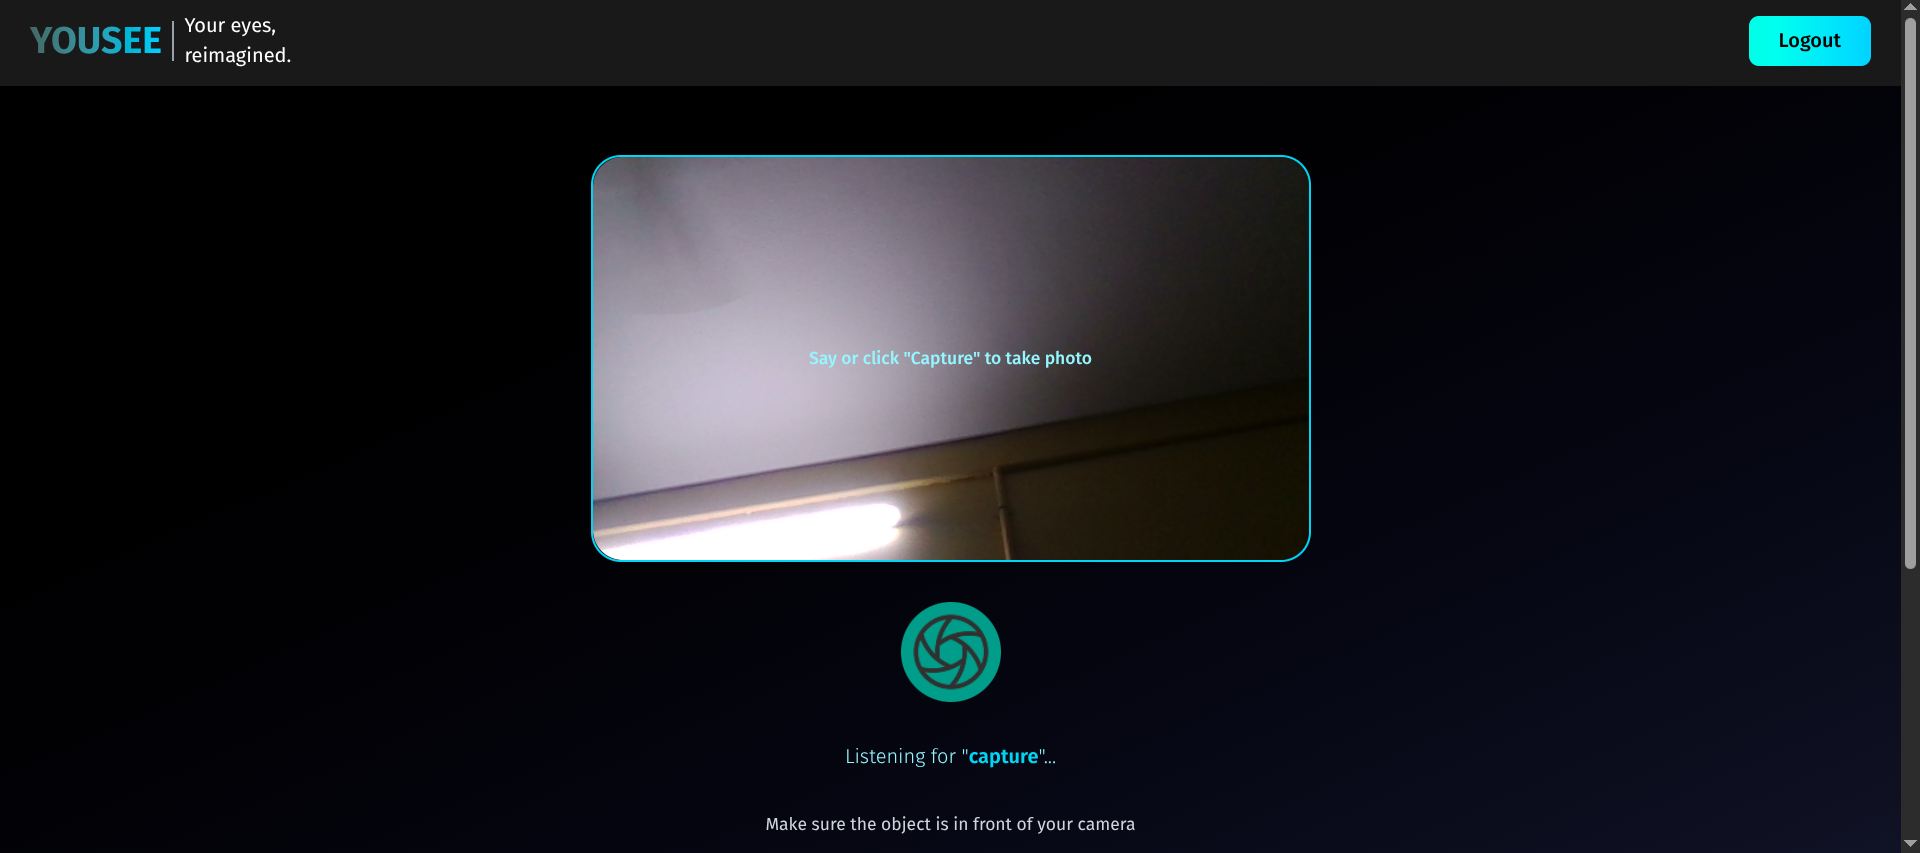 YOUSEE
Your eyes,
reimagined.
Logout
Say or click "Capture" to take photo
Listening for "capture"...
Make sure the object is in front of your camera